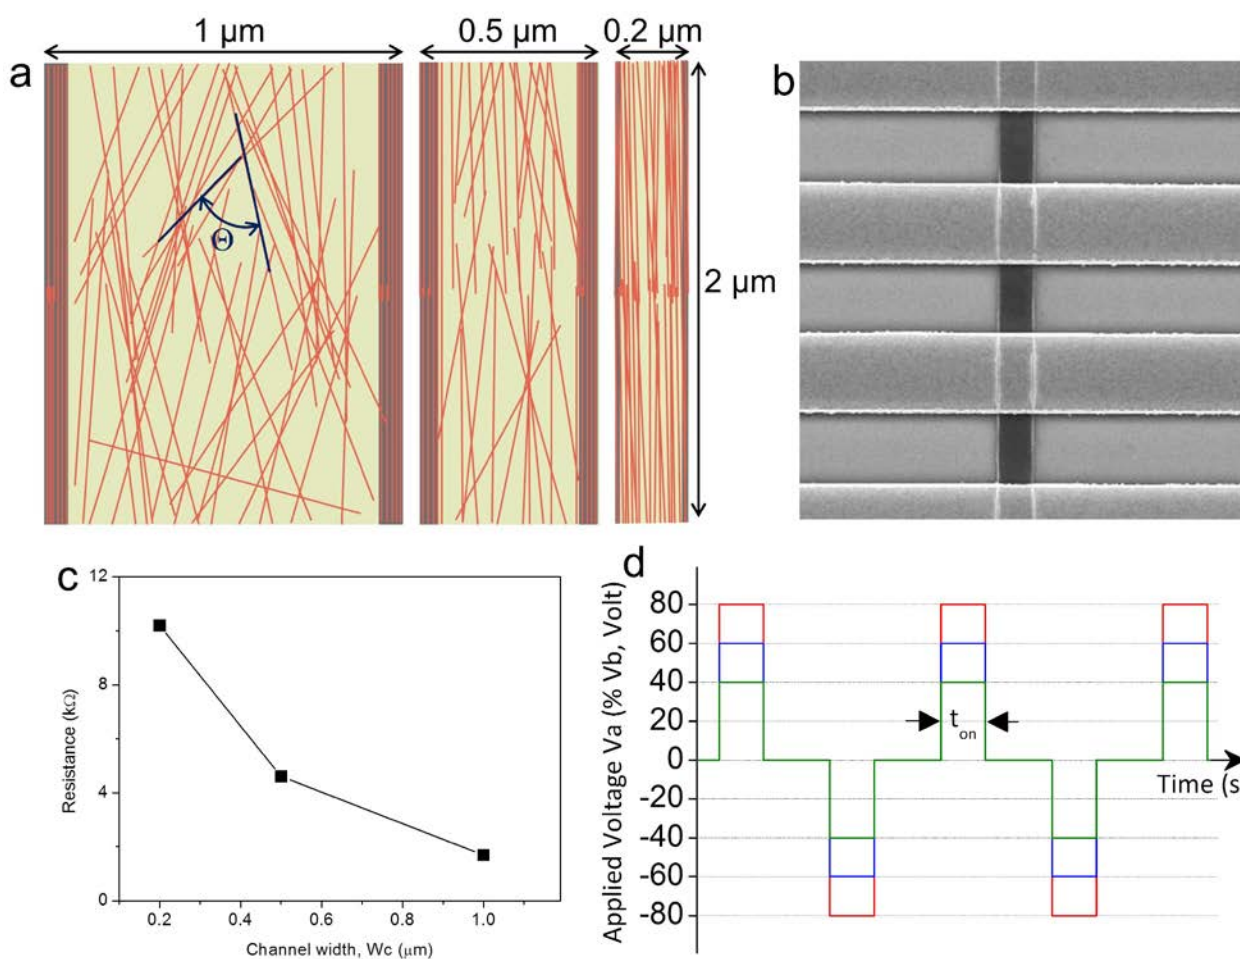 a
1 µm
0.5 µm
0.2 µm
b
Θ
2 µm
c
12
8
4
0
Resistance (kΩ)
0.2
0.4
0.6
0.8
1.0
Channel width, Wc (µm)
d
80
60
40
20
0
-20
-40
-60
-80
Applied Voltage Va (% Vb, Volt)
t_on
Time (s